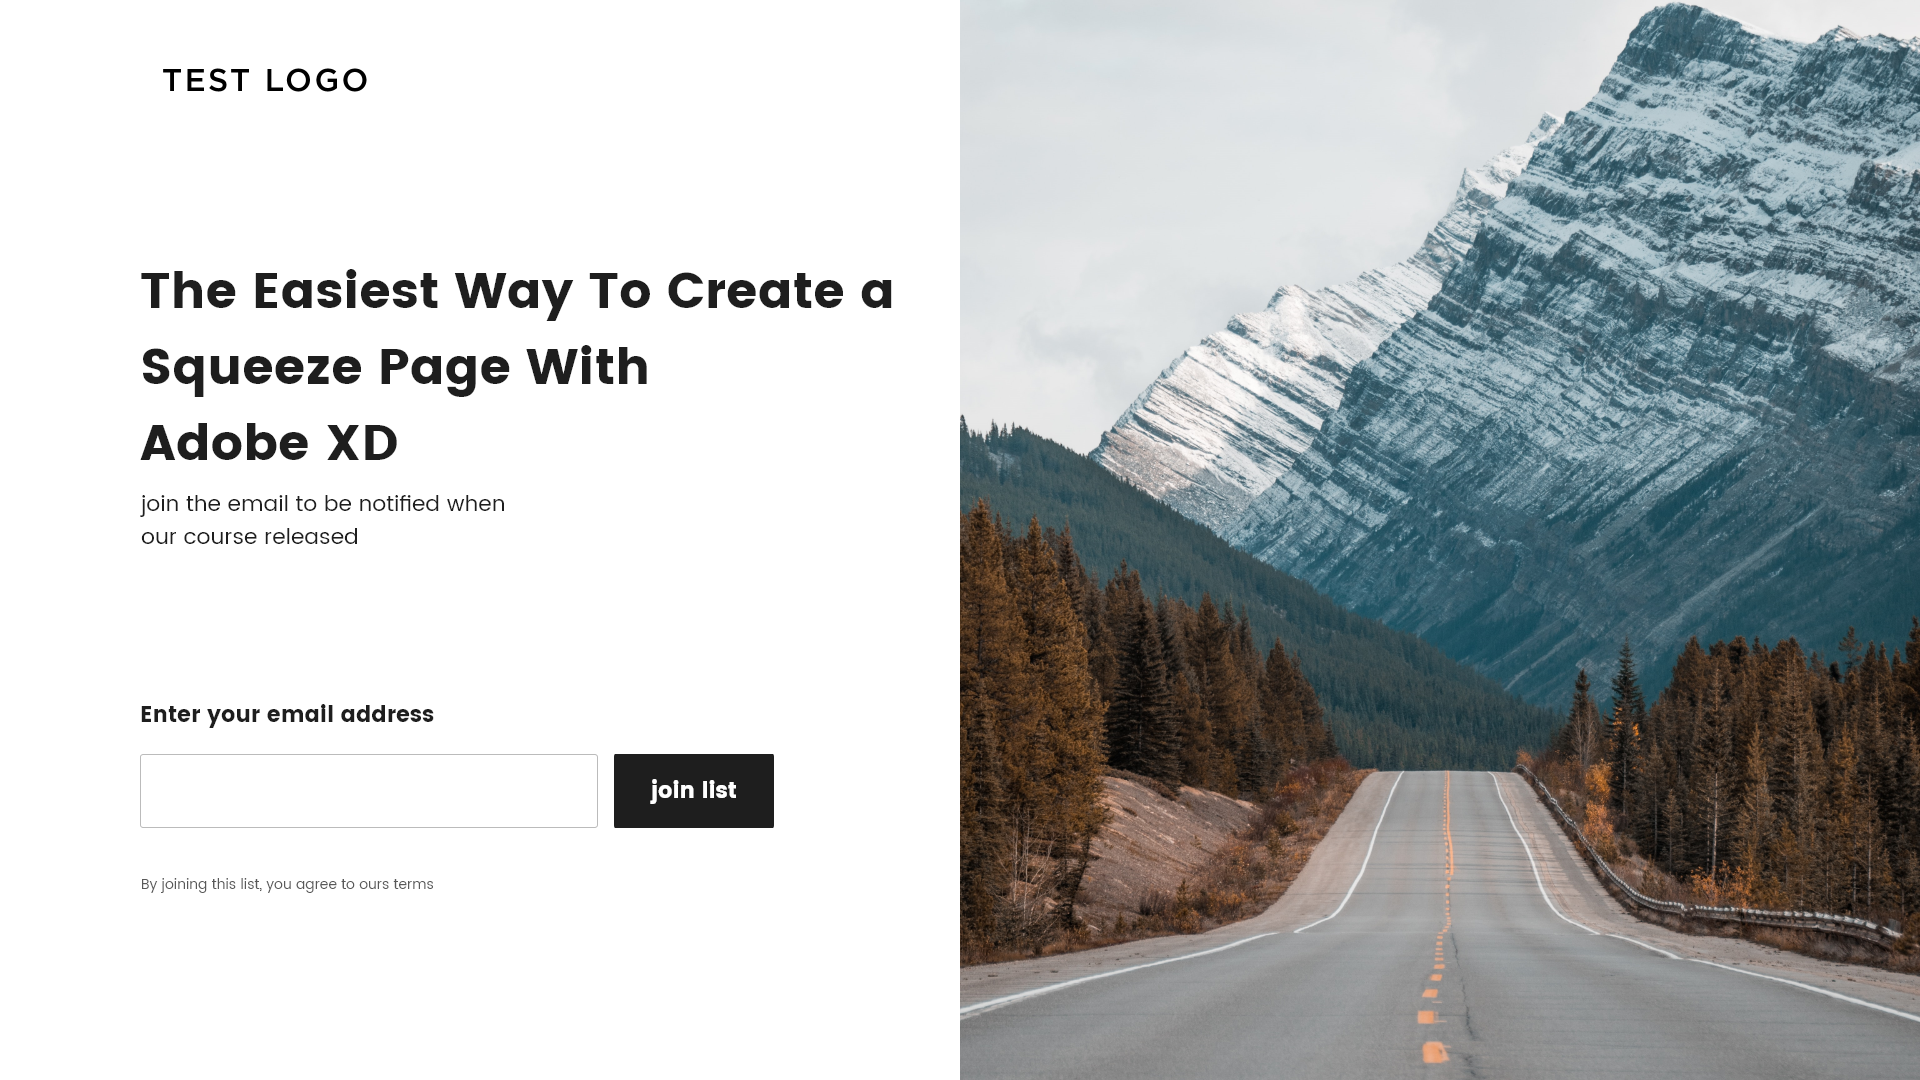 TEST LOGO
The Easiest Way To Create a
Squeeze Page With
Adobe XD
join the email to be notified when
our course released
Enter your email address
join list
By joining this list, you agree to ours terms